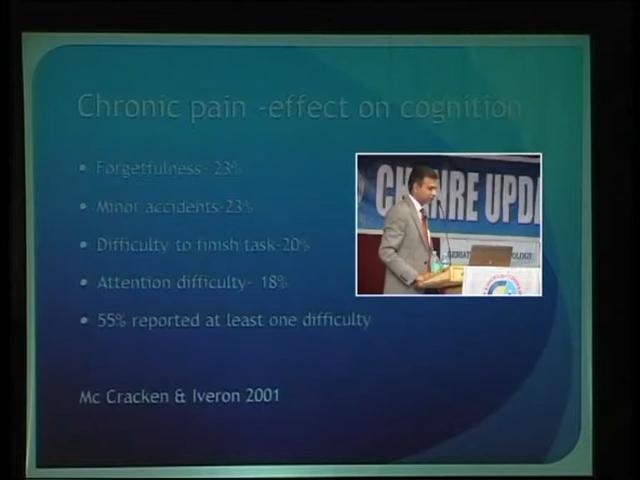 Chronic pain -effect on cognition
• Forgetfulness- 23%
• Minor accidents-23%
• Difficulty to finish task-20%
• Attention difficulty- 18%
• 55% reported at least one difficulty
Mc Cracken & Iveron 2001
UPDA